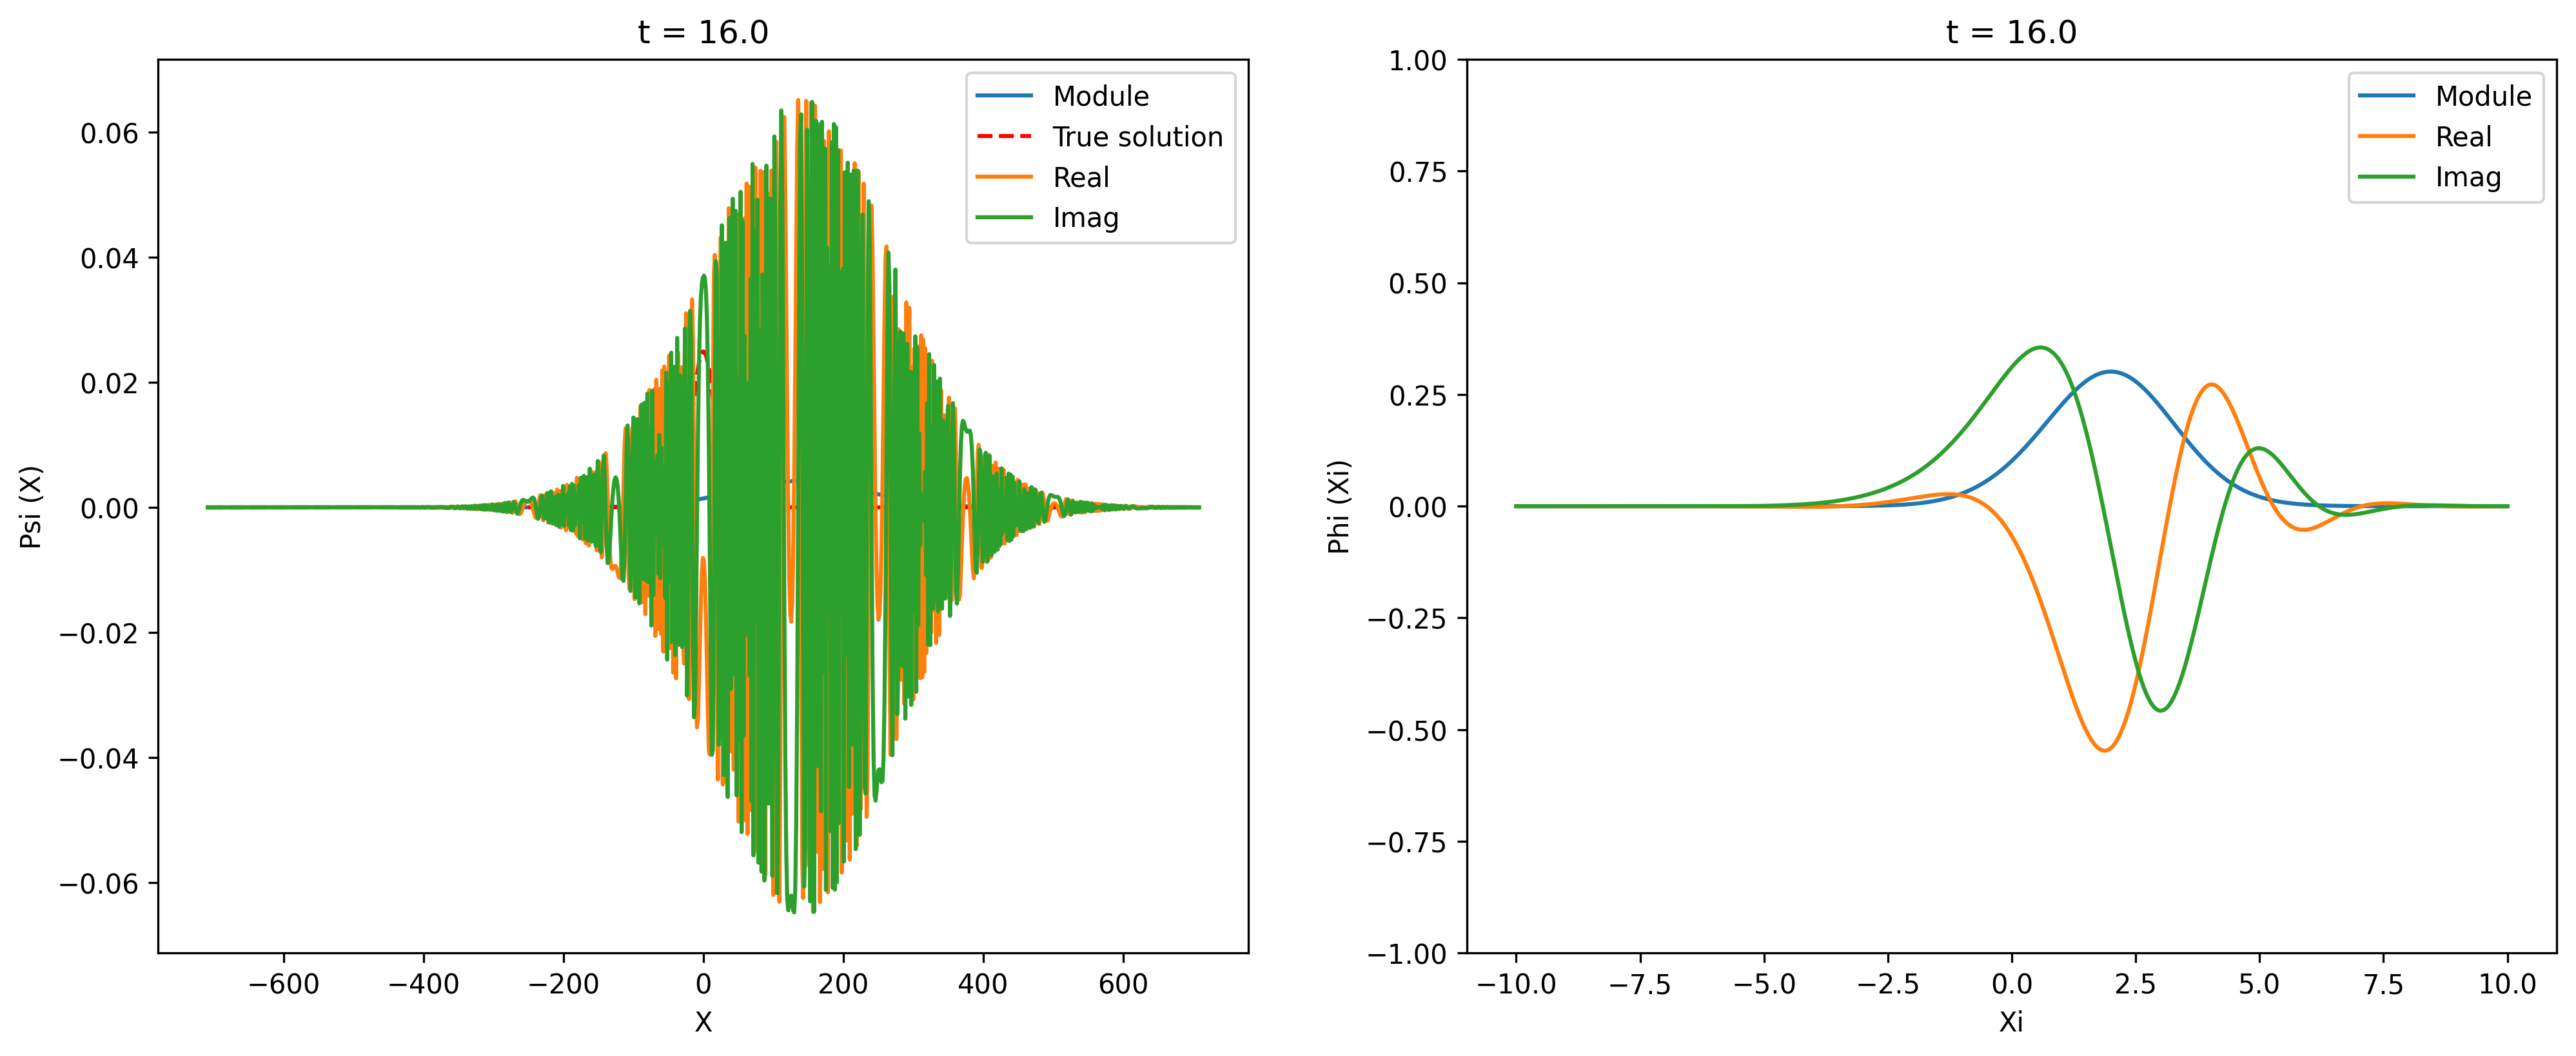 t = 16.0
Module
True solution
Real
Imag
0.06
0.04
0.02
0.00
−0.02
−0.04
−0.06
Psi (X)
−600
−400
−200
0
200
400
600
X
t = 16.0
Module
Real
Imag
1.00
0.75
0.50
0.25
0.00
−0.25
−0.50
−0.75
−1.00
Phi (Xi)
−10.0
−7.5
−5.0
−2.5
0.0
2.5
5.0
7.5
10.0
Xi